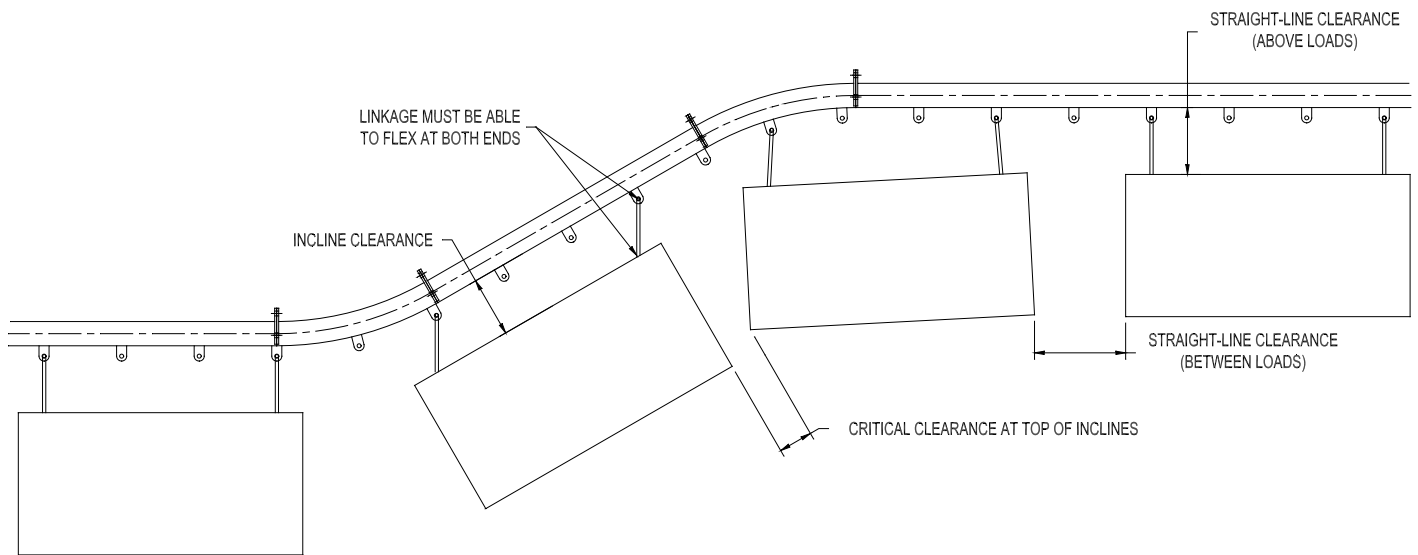 STRAIGHT-LINE CLEARANCE
(ABOVE LOADS)
LINKAGE MUST BE ABLE
TO FLEX AT BOTH ENDS
INCLINE CLEARANCE
STRAIGHT-LINE CLEARANCE
(BETWEEN LOADS)
CRITICAL CLEARANCE AT TOP OF INCLINES